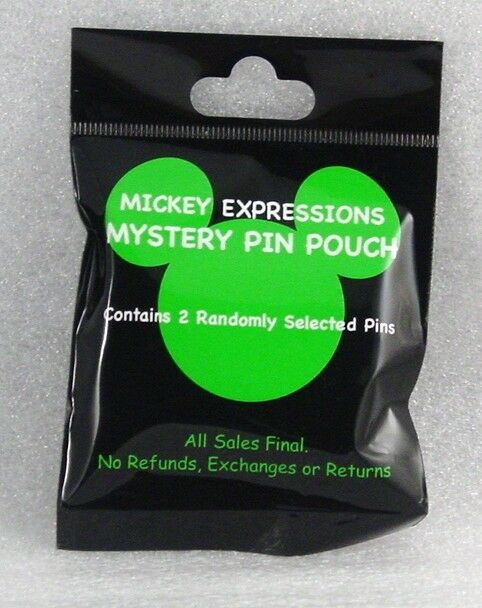 MICKEY EXPRESSIONS
MYSTERY PIN POUCH
Contains 2 Randomly Selected Pins
All Sales Final.
No Refunds, Exchanges or Returns